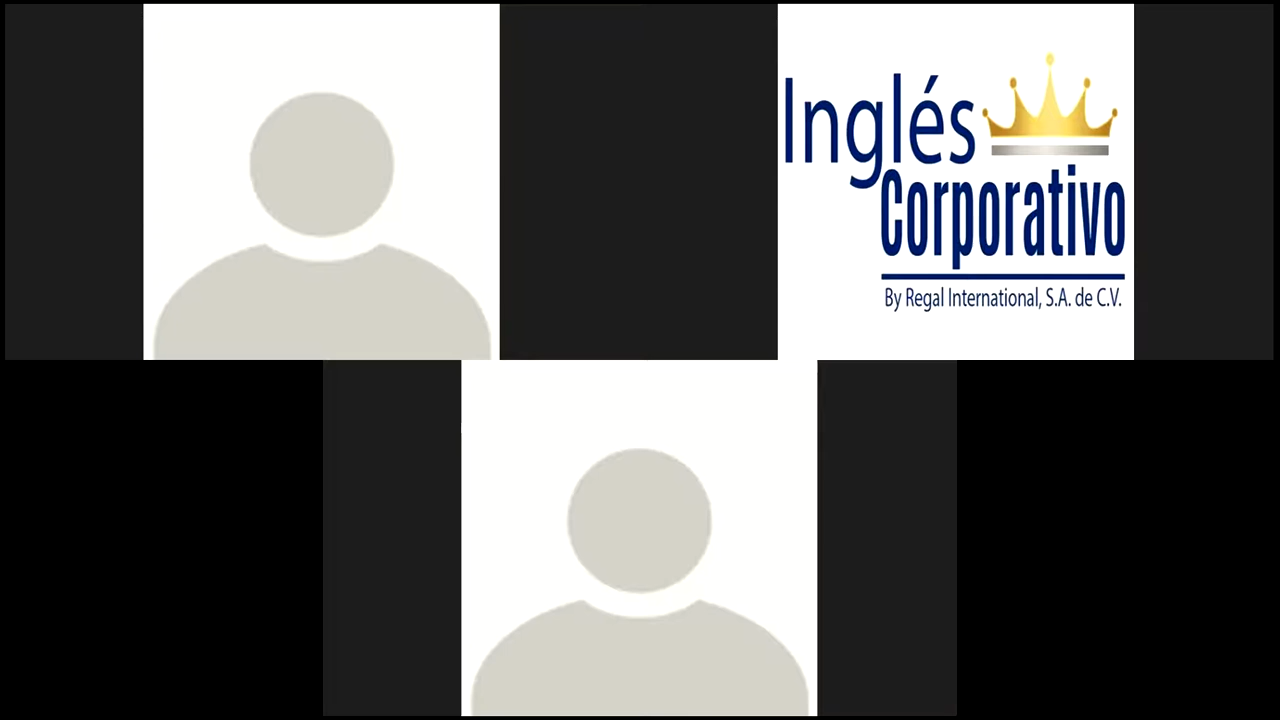 Inglés
Corporativo
By Regal International, S.A. de C.V.